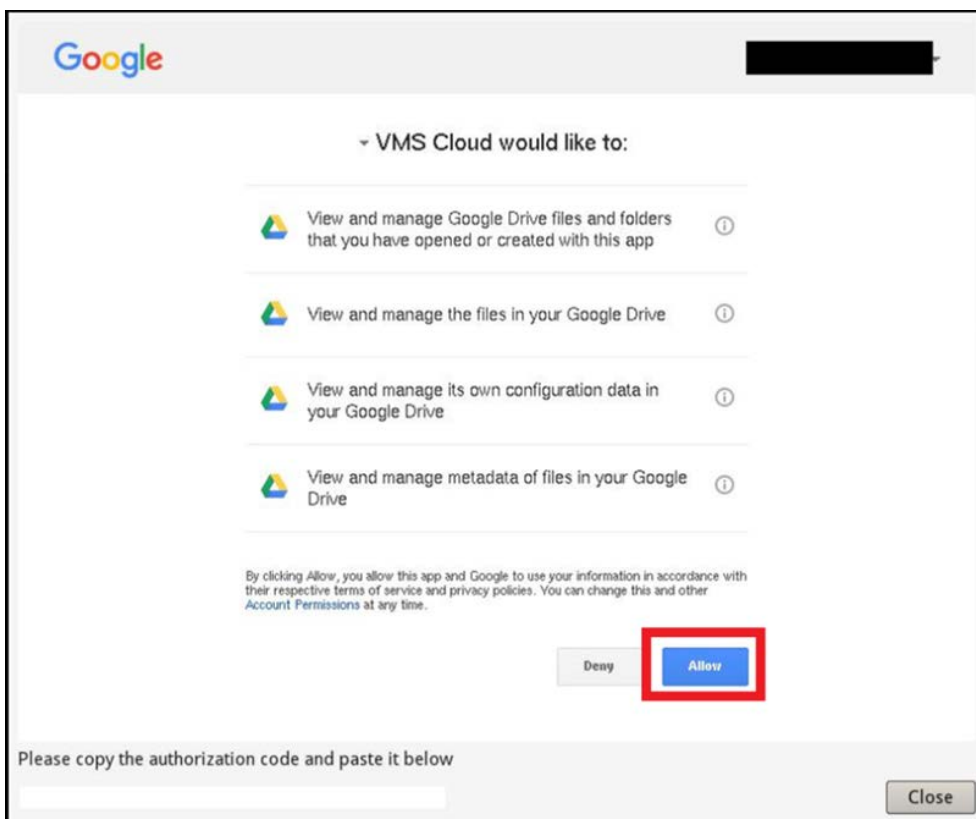 Google
VMS Cloud would like to:
View and manage Google Drive files and folders
that you have opened or created with this app
View and manage the files in your Google Drive
View and manage its own configuration data in
your Google Drive
View and manage metadata of files in your Google
Drive
By clicking Allow, you allow this app and Google to use your information in accordance with
their respective terms of service and privacy policies. You can change this and other
Account Permissions at any time.
Deny
Allow
Please copy the authorization code and paste it below
Close